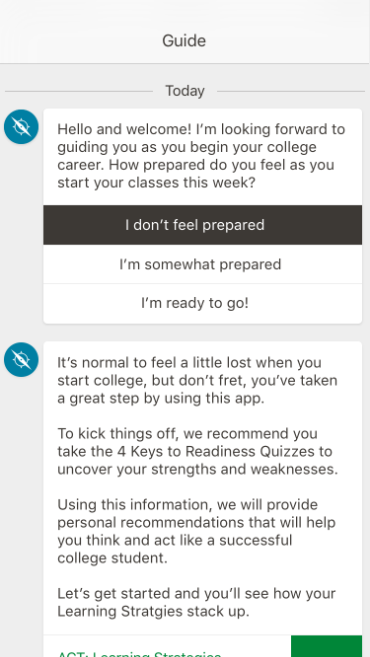 Guide
Today
Hello and welcome! I'm looking forward to
guiding you as you begin your college
career. How prepared do you feel as you
start your classes this week?
I don't feel prepared
I'm somewhat prepared
I'm ready to go!
It's normal to feel a little lost when you
start college, but don't fret, you've taken
a great step by using this app.
To kick things off, we recommend you
take the 4 Keys to Readiness Quizzes to
uncover your strengths and weaknesses.
Using this information, we will provide
personal recommendations that will help
you think and act like a successful
college student.
Let's get started and you'll see how your
Learning Stratgies stack up.
ACT: Learning Strategies